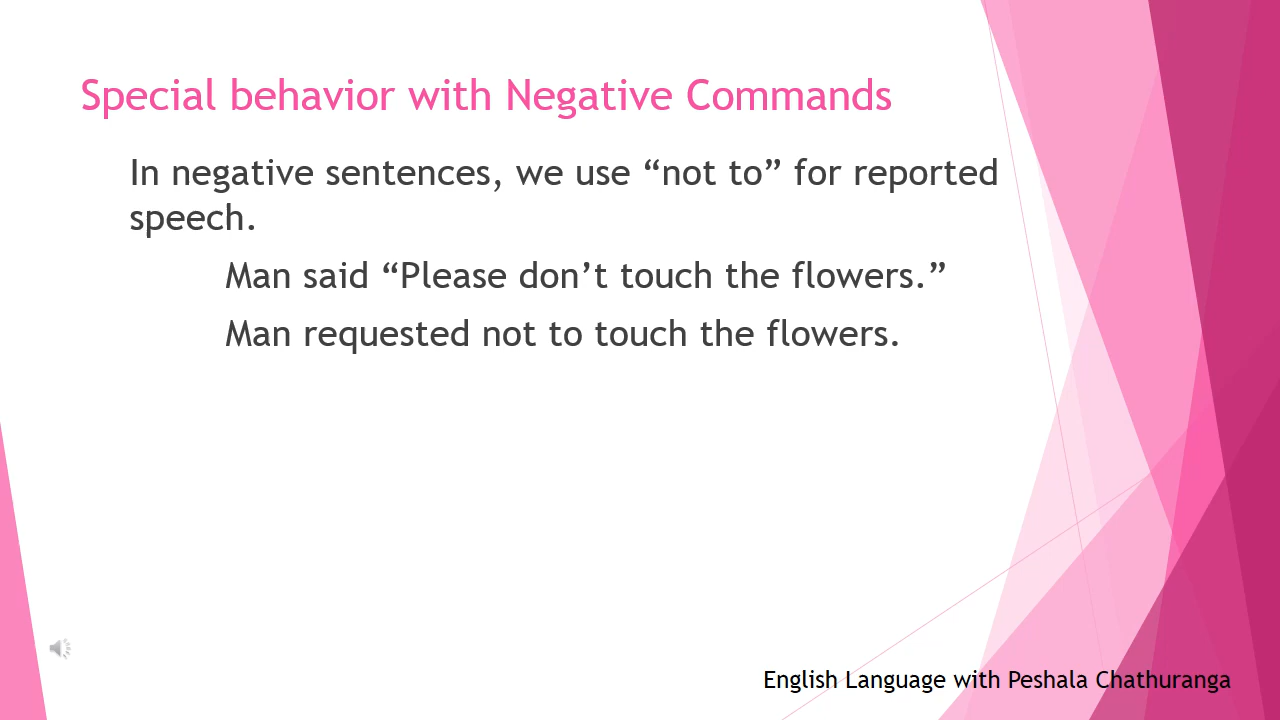 Special behavior with Negative Commands
In negative sentences, we use “not to” for reported
speech.
Man said “Please don’t touch the flowers.”
Man requested not to touch the flowers.
English Language with Peshala Chathuranga